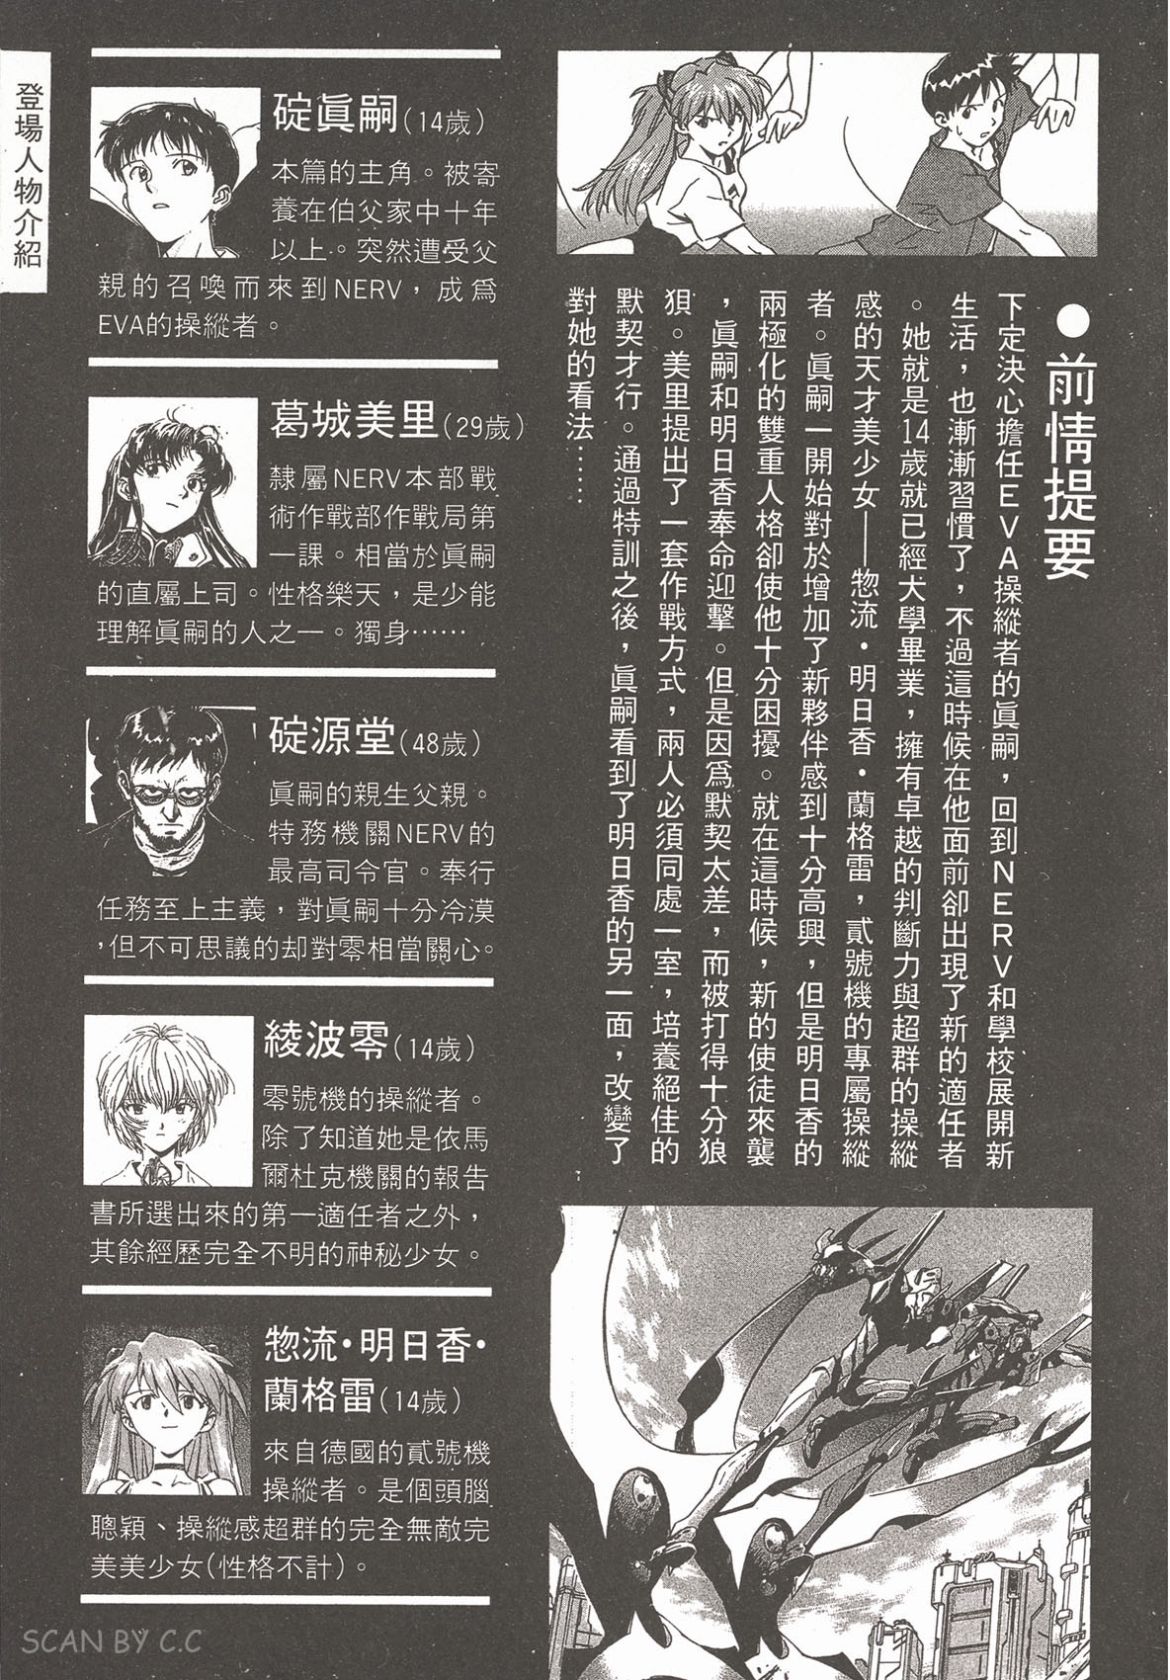 登場人物介紹
碇眞嗣(14歲)
本篇的主角。被寄
養在伯父家中十年
以上。突然遭受父
親的召喚而來到NERV，成爲
EVA的操縱者。
葛城美里(29歲)
隸屬NERV本部戰
術作戰部作戰局第
一課。相當於眞嗣
的直屬上司。性格樂天，是少能
理解眞嗣的人之一。獨身……
碇源堂(48歲)
眞嗣的親生父親。
特務機關NERV的
最高司令官。奉行
任務至上主義，對眞嗣十分冷漠
，但不可思議的却對零相當關心。
綾波零(14歲)
零號機的操縱者。
除了知道她是依馬
爾杜克機關的報告
書所選出來的第一適任者之外，
其餘經歷完全不明的神秘少女。
惣流·明日香·
蘭格雷(14歲)
來自德國的貳號機
操縱者。是個頭腦
聰穎、操縱感超群的完全無敵完
美美少女(性格不計)。
●前情提要
下定決心擔任EVA操縱者的眞嗣，回到NERV和學校展開新
生活，也漸漸習慣了，不過這時候在他面前卻出現了新的適任者
。她就是14歲就已經大學畢業，擁有卓越的判斷力與超群的操縱
感的天才美少女——惣流·明日香·蘭格雷，貳號機的專屬操縱
者。眞嗣一開始對於增加了新夥伴感到十分高興，但是明日香的
兩極化的雙重人格卻使他十分困擾。就在這時候，新的使徒來襲
，眞嗣和明日香奉命迎擊。但是因爲默契太差，而被打得十分狼
狽。美里提出了一套作戰方式，兩人必須同處一室，培養絕佳的
默契才行。通過特訓之後，眞嗣看到了明日香的另一面，改變了
對她的看法……
SCAN BY C.C